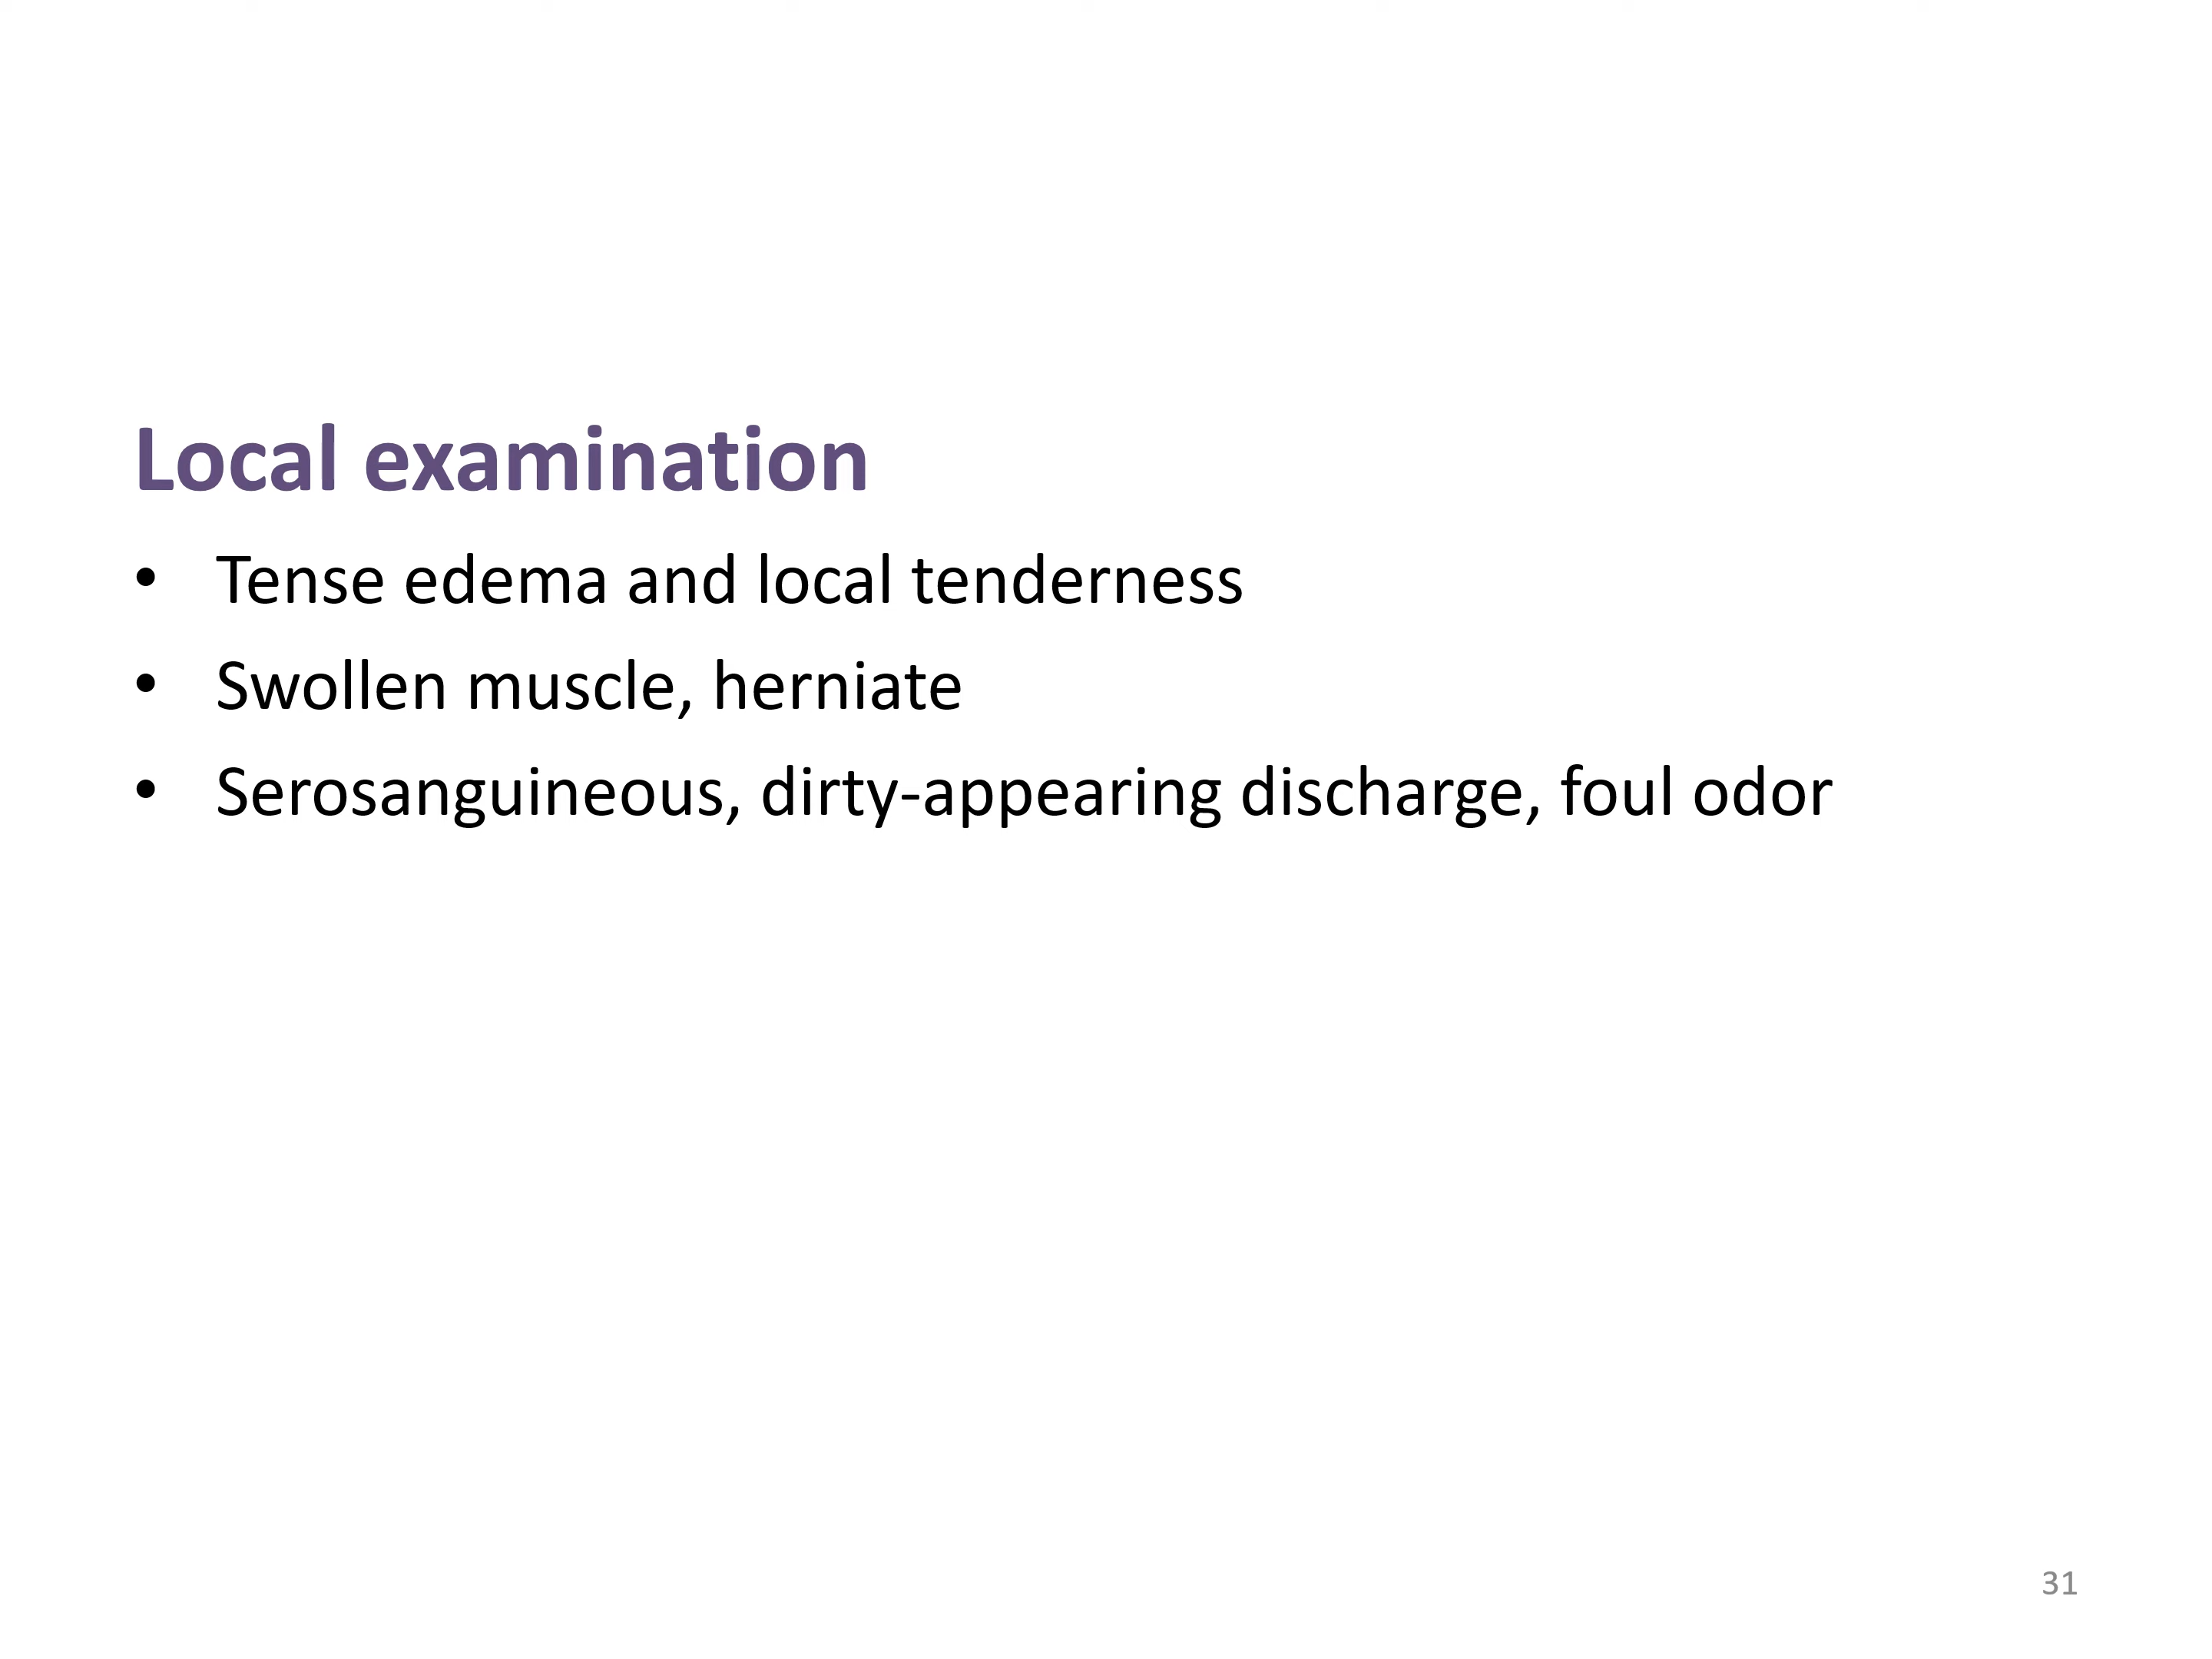 Local examination
• Tense edema and local tenderness
• Swollen muscle, herniate
• Serosanguineous, dirty-appearing discharge, foul odor
31